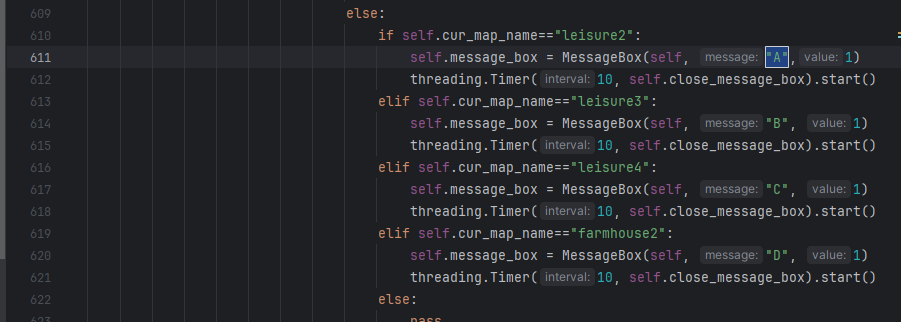 609 else:
610 if self.cur_map_name=="leisure2":
611 self.message_box = MessageBox(self, message: "A", value: 1)
612 threading.Timer(interval: 10, self.close_message_box).start()
613 elif self.cur_map_name=="leisure3":
614 self.message_box = MessageBox(self, message: "B", value: 1)
615 threading.Timer(interval: 10, self.close_message_box).start()
616 elif self.cur_map_name=="leisure4":
617 self.message_box = MessageBox(self, message: "C", value: 1)
618 threading.Timer(interval: 10, self.close_message_box).start()
619 elif self.cur_map_name=="farmhouse2":
620 self.message_box = MessageBox(self, message: "D", value: 1)
621 threading.Timer(interval: 10, self.close_message_box).start()
622 else:
623 pass